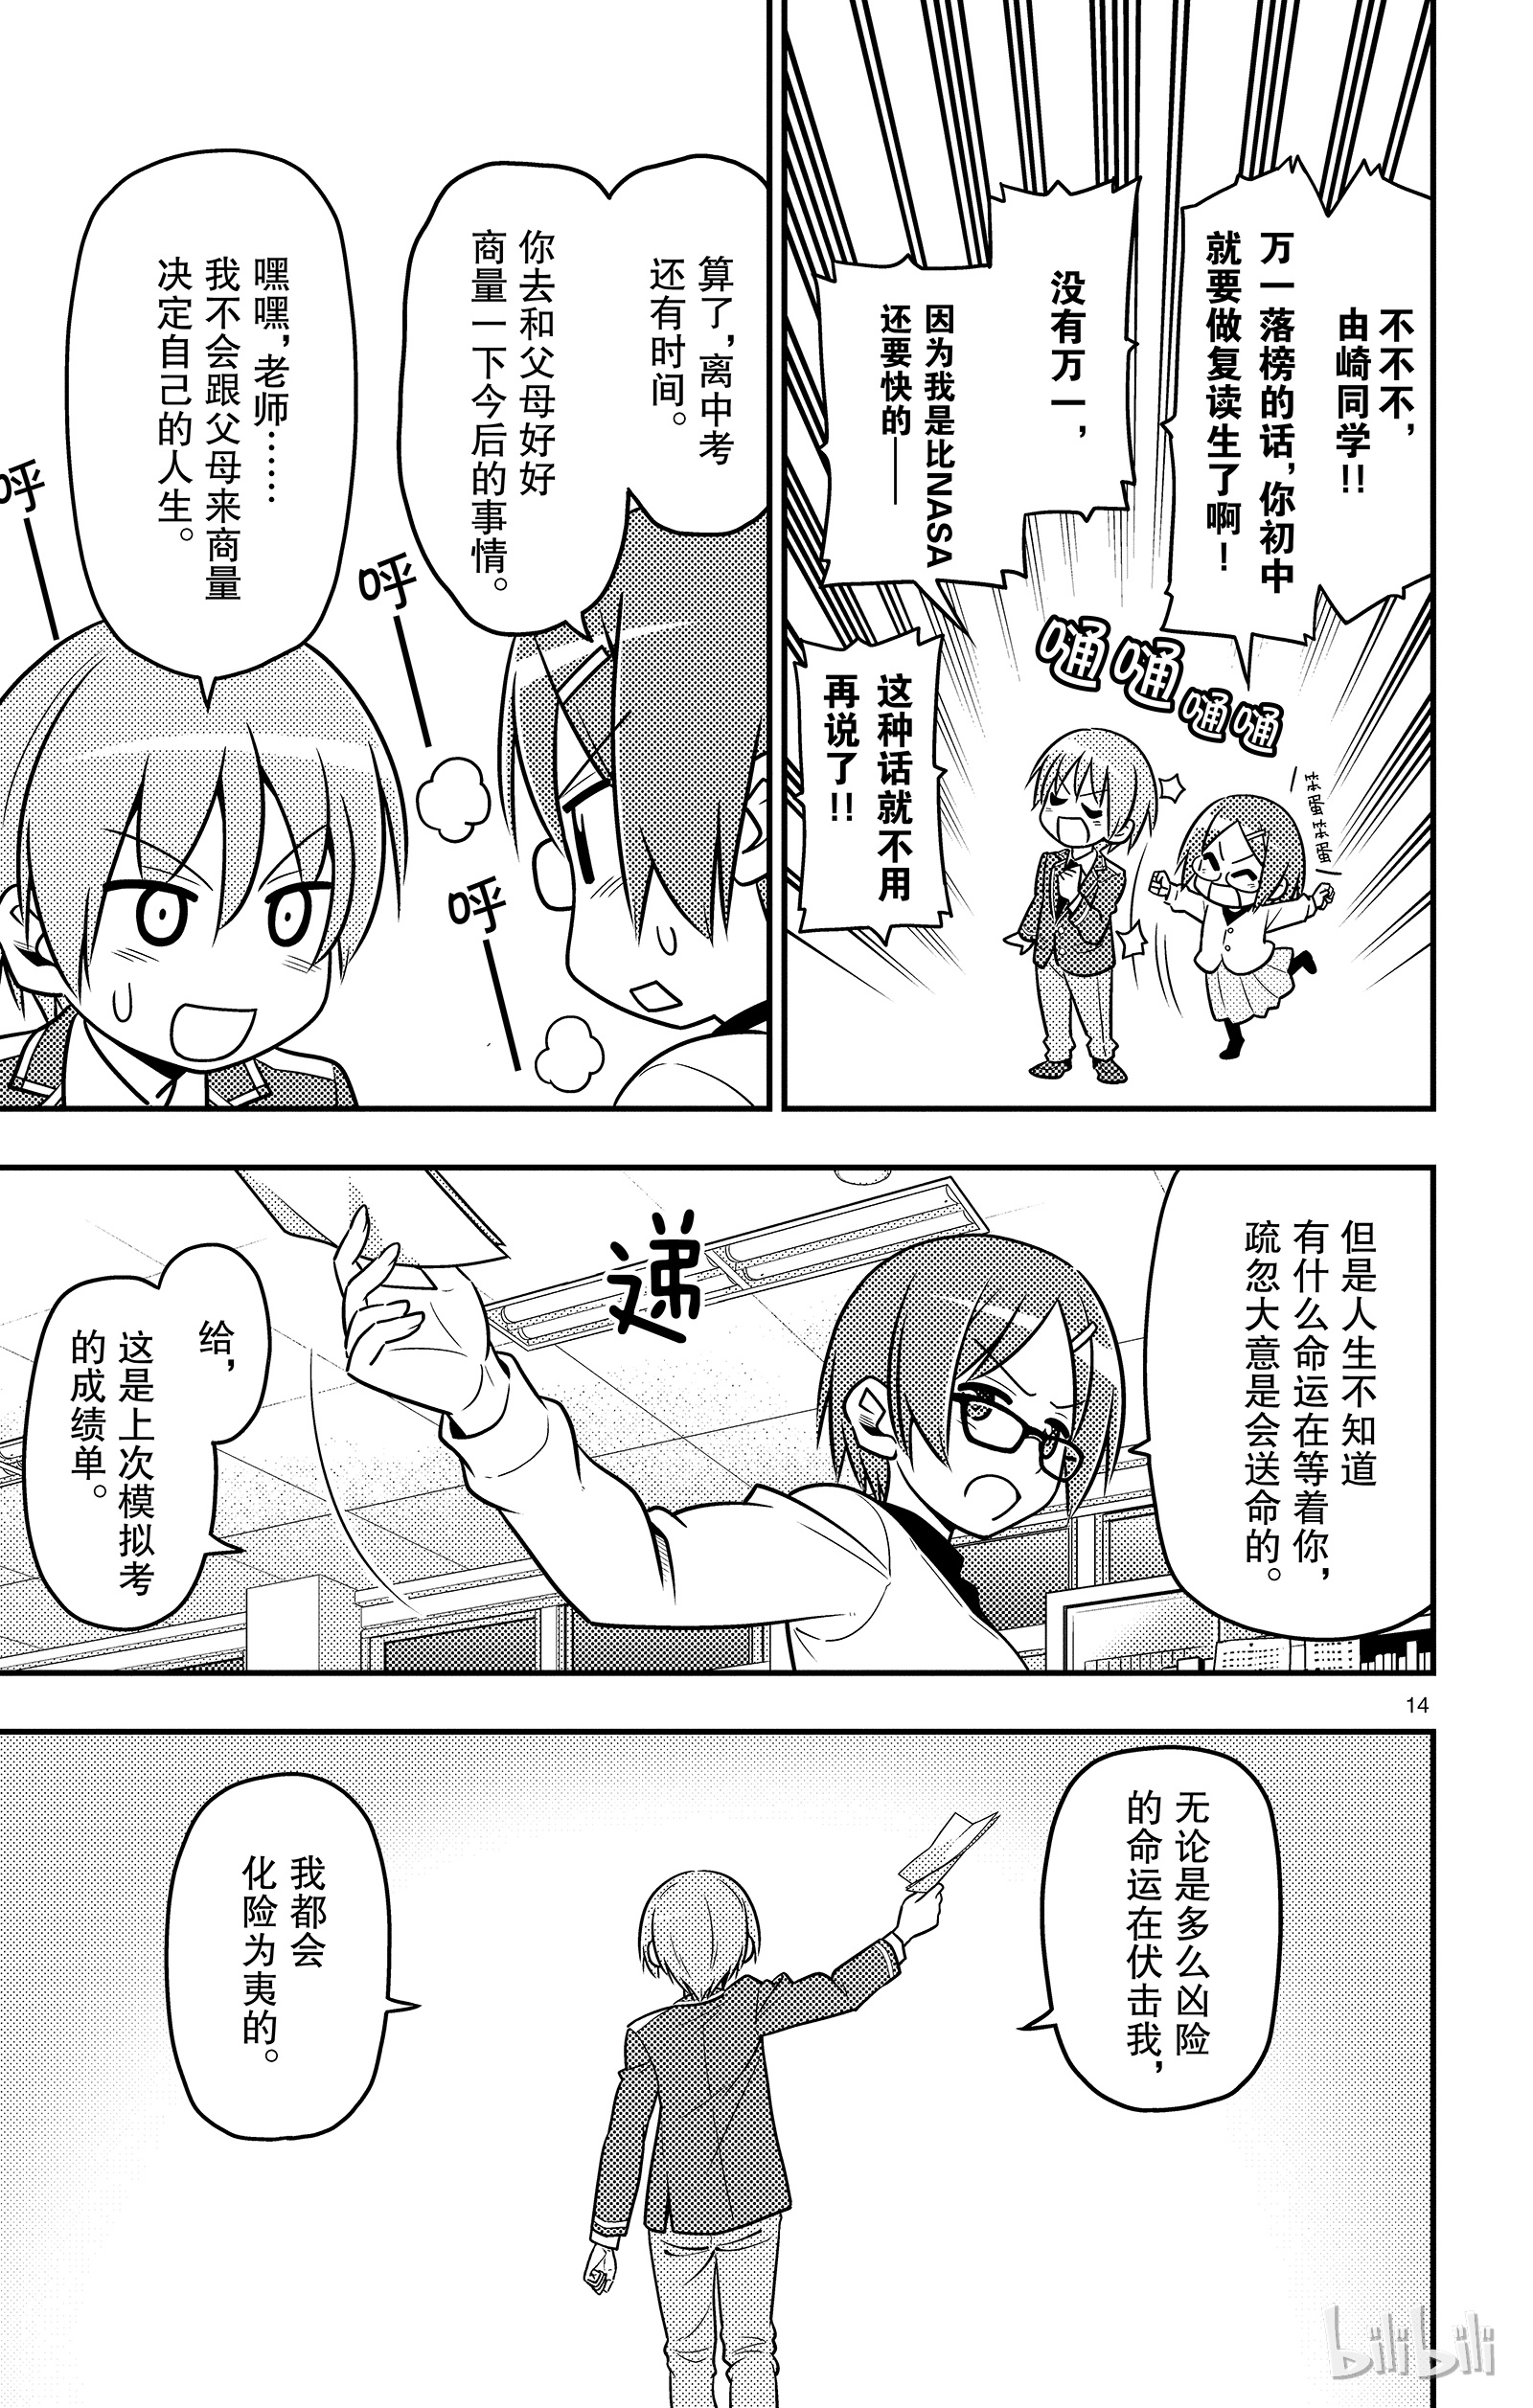 不不不，
由崎同学!!
万一落榜的话，你初中
就要做复读生了啊！
没有万一，
因为我是比NASA
还要快的——
嗵嗵嗵嗵
笨蛋笨蛋
这种话就不用
再说了!!
算了，离中考
还有时间。
你去和父母好好
商量一下今后的事情。
呼—
呼—
嘿嘿，老师……
我不会跟父母来商量
决定自己的人生。
呼—
但是人生不知道
有什么命运在等着你，
疏忽大意是会送命的。
递
给，
这是上次模拟考
的成绩单。
14
无论是多么凶险
的命运在伏击我，
我都会
化险为夷的。
bilibili